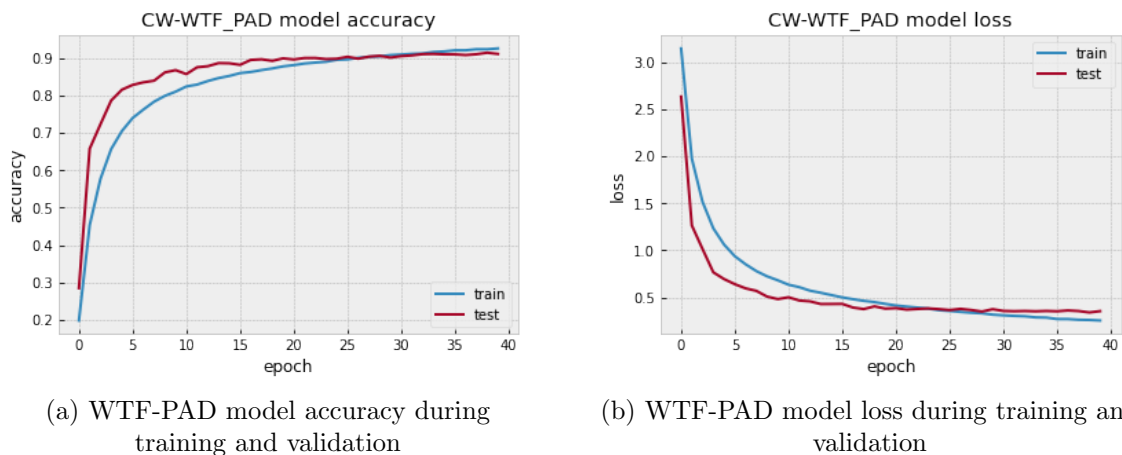 CW-WTF_PAD model accuracy
0.9
0.8
0.7
0.6
0.5
0.4
0.3
0.2
accuracy
train
test
0 5 10 15 20 25 30 35 40
epoch
(a) WTF-PAD model accuracy during
training and validation
CW-WTF_PAD model loss
3.0
2.5
2.0
1.5
1.0
0.5
loss
train
test
0 5 10 15 20 25 30 35 40
epoch
(b) WTF-PAD model loss during training an
validation